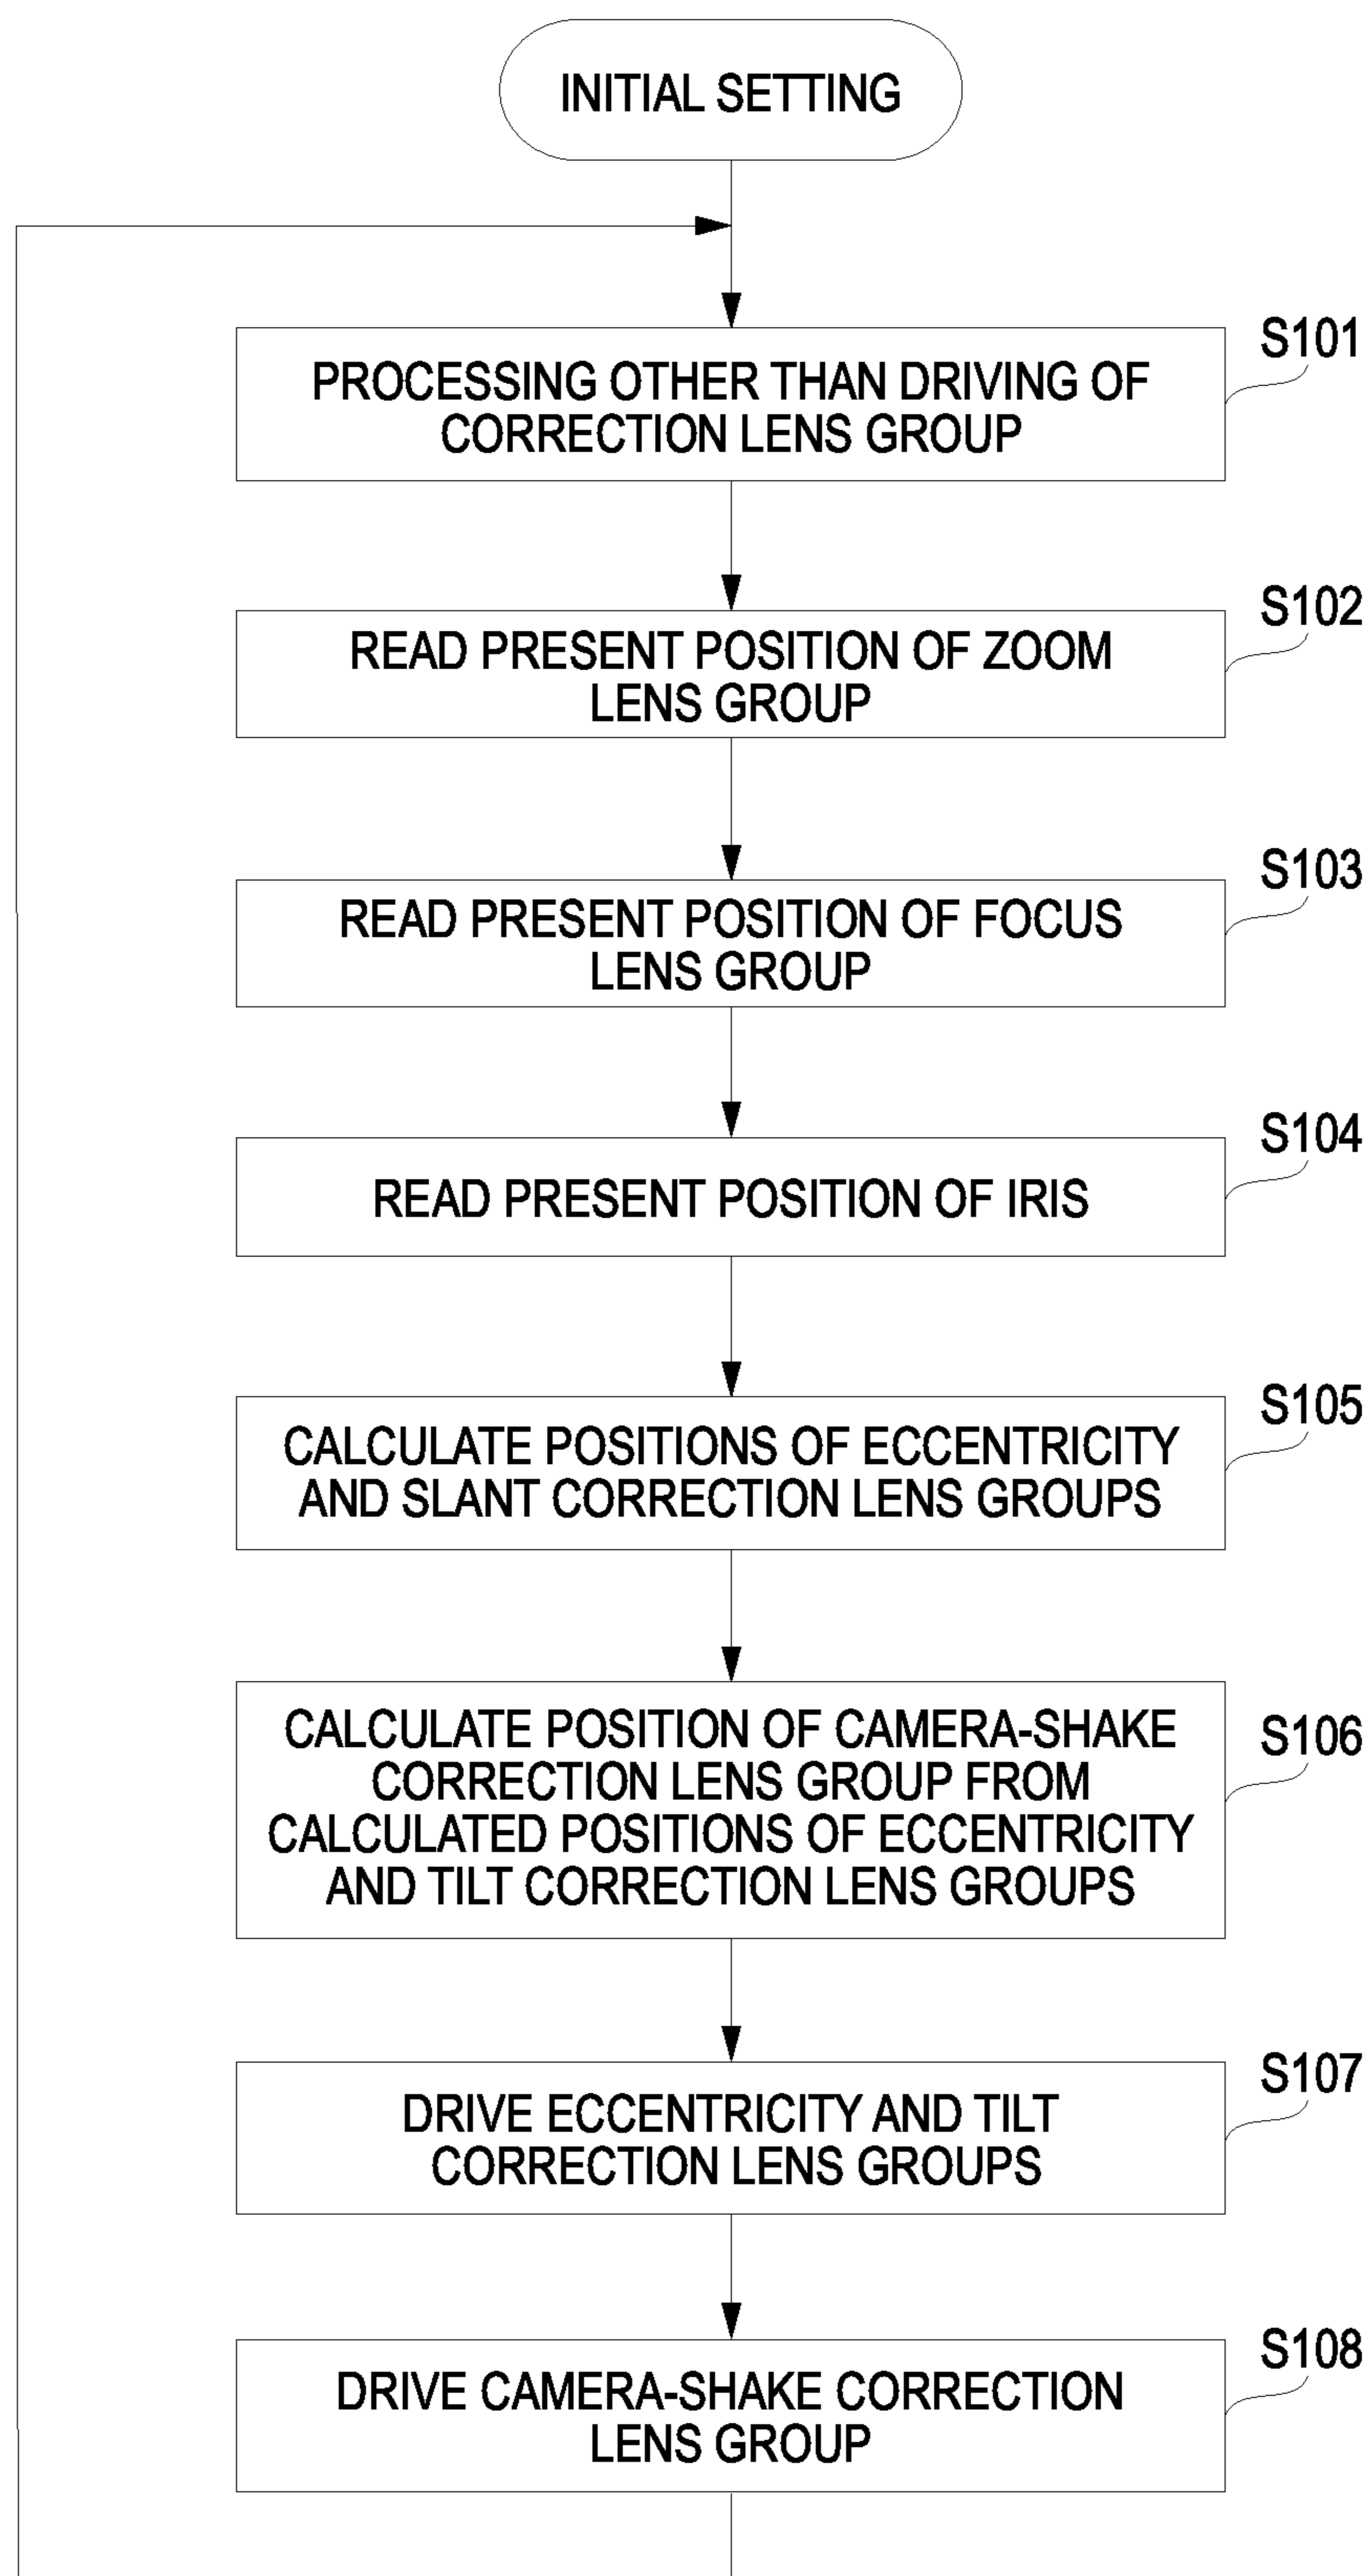 INITIAL SETTING
S101
PROCESSING OTHER THAN DRIVING OF
CORRECTION LENS GROUP
S102
READ PRESENT POSITION OF ZOOM
LENS GROUP
S103
READ PRESENT POSITION OF FOCUS
LENS GROUP
S104
READ PRESENT POSITION OF IRIS
S105
CALCULATE POSITIONS OF ECCENTRICITY
AND SLANT CORRECTION LENS GROUPS
S106
CALCULATE POSITION OF CAMERA-SHAKE
CORRECTION LENS GROUP FROM
CALCULATED POSITIONS OF ECCENTRICITY
AND TILT CORRECTION LENS GROUPS
S107
DRIVE ECCENTRICITY AND TILT
CORRECTION LENS GROUPS
S108
DRIVE CAMERA-SHAKE CORRECTION
LENS GROUP